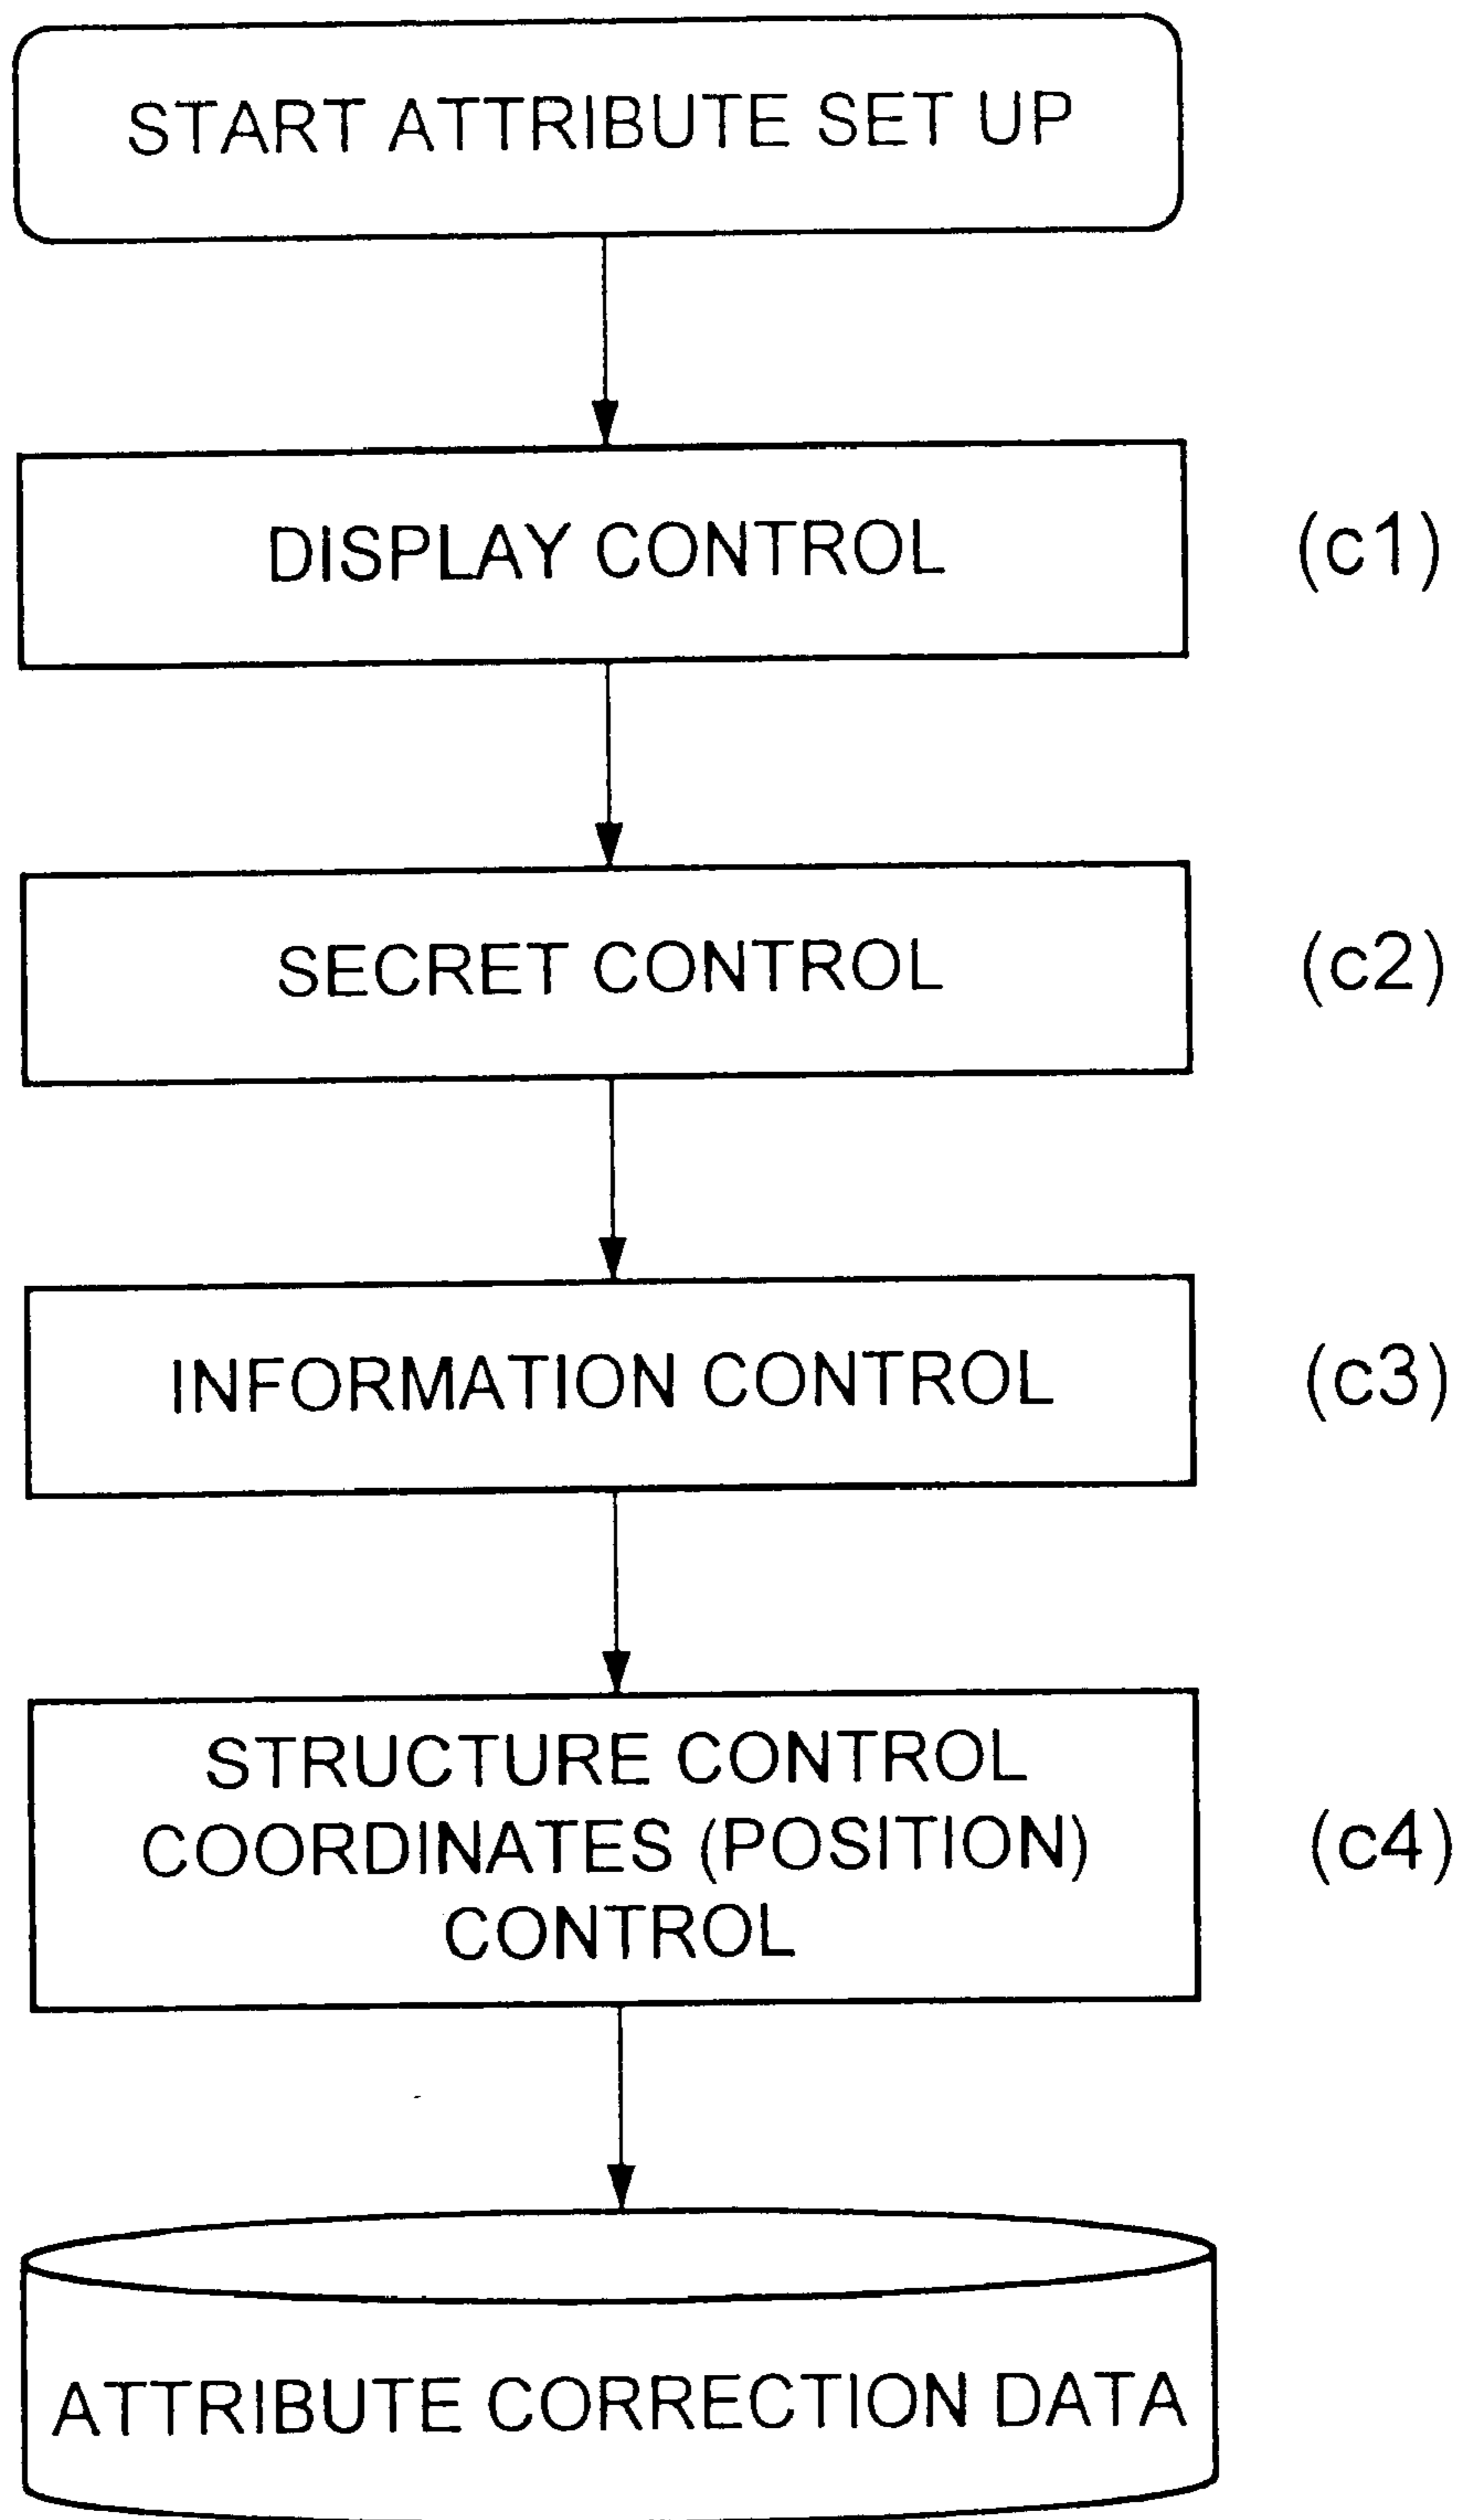 START ATTRIBUTE SET UP
DISPLAY CONTROL
(c1)
SECRET CONTROL
(c2)
INFORMATION CONTROL
(c3)
STRUCTURE CONTROL
COORDINATES (POSITION)
CONTROL
(c4)
ATTRIBUTE CORRECTION DATA